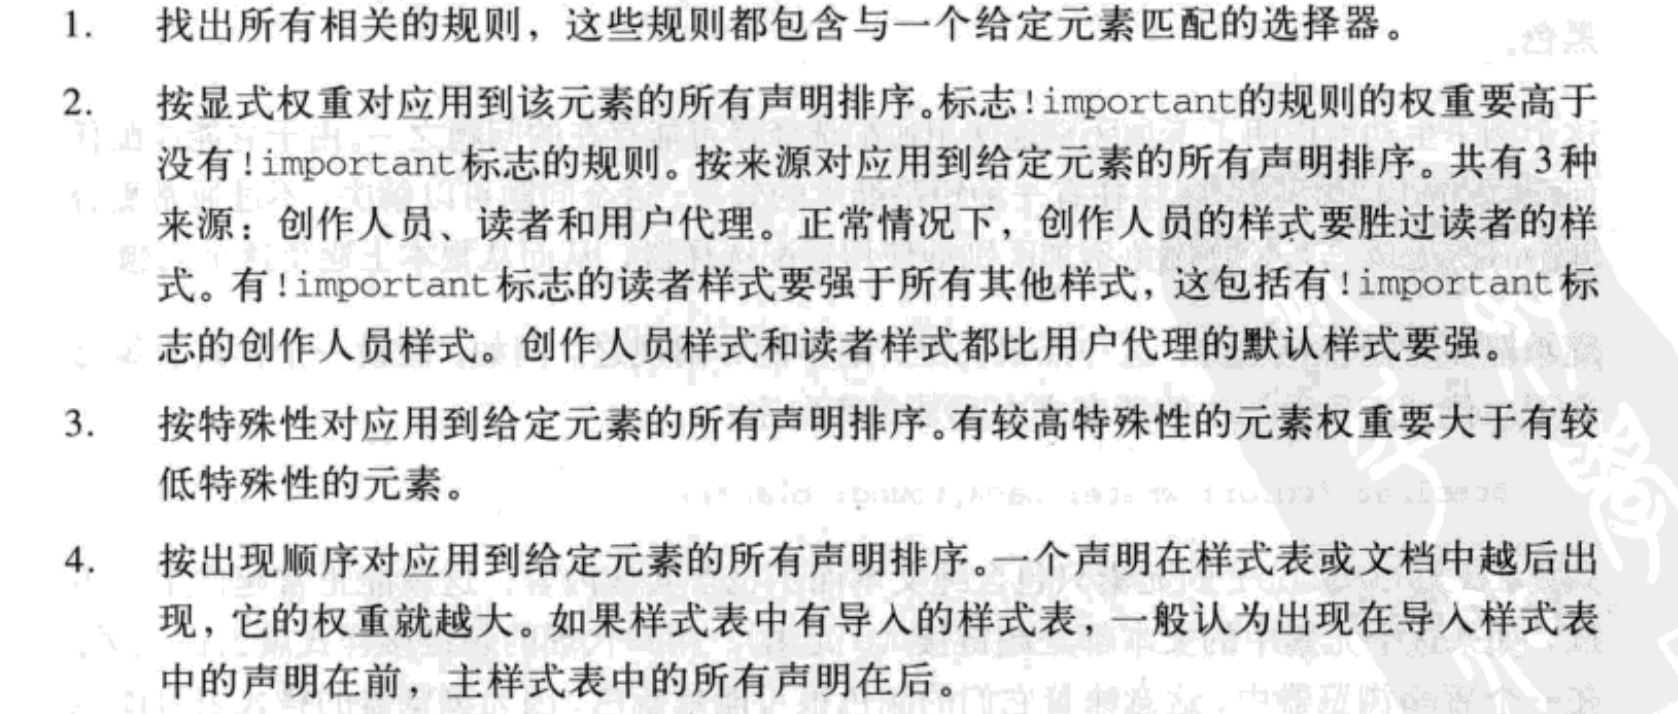 1. 找出所有相关的规则，这些规则都包含与一个给定元素匹配的选择器。
2. 按显式权重对应用到该元素的所有声明排序。标志!important的规则的权重要高于
没有!important标志的规则。按来源对应用到给定元素的所有声明排序。共有3种
来源：创作人员、读者和用户代理。正常情况下，创作人员的样式要胜过读者的样
式。有!important标志的读者样式要强于所有其他样式，这包括有!important标
志的创作人员样式。创作人员样式和读者样式都比用户代理的默认样式要强。
3. 按特殊性对应用到给定元素的所有声明排序。有较高特殊性的元素权重要大于有较
低特殊性的元素。
4. 按出现顺序对应用到给定元素的所有声明排序。一个声明在样式表或文档中越后出
现，它的权重就越大。如果样式表中有导入的样式表，一般认为出现在导入样式表
中的声明在前，主样式表中的所有声明在后。